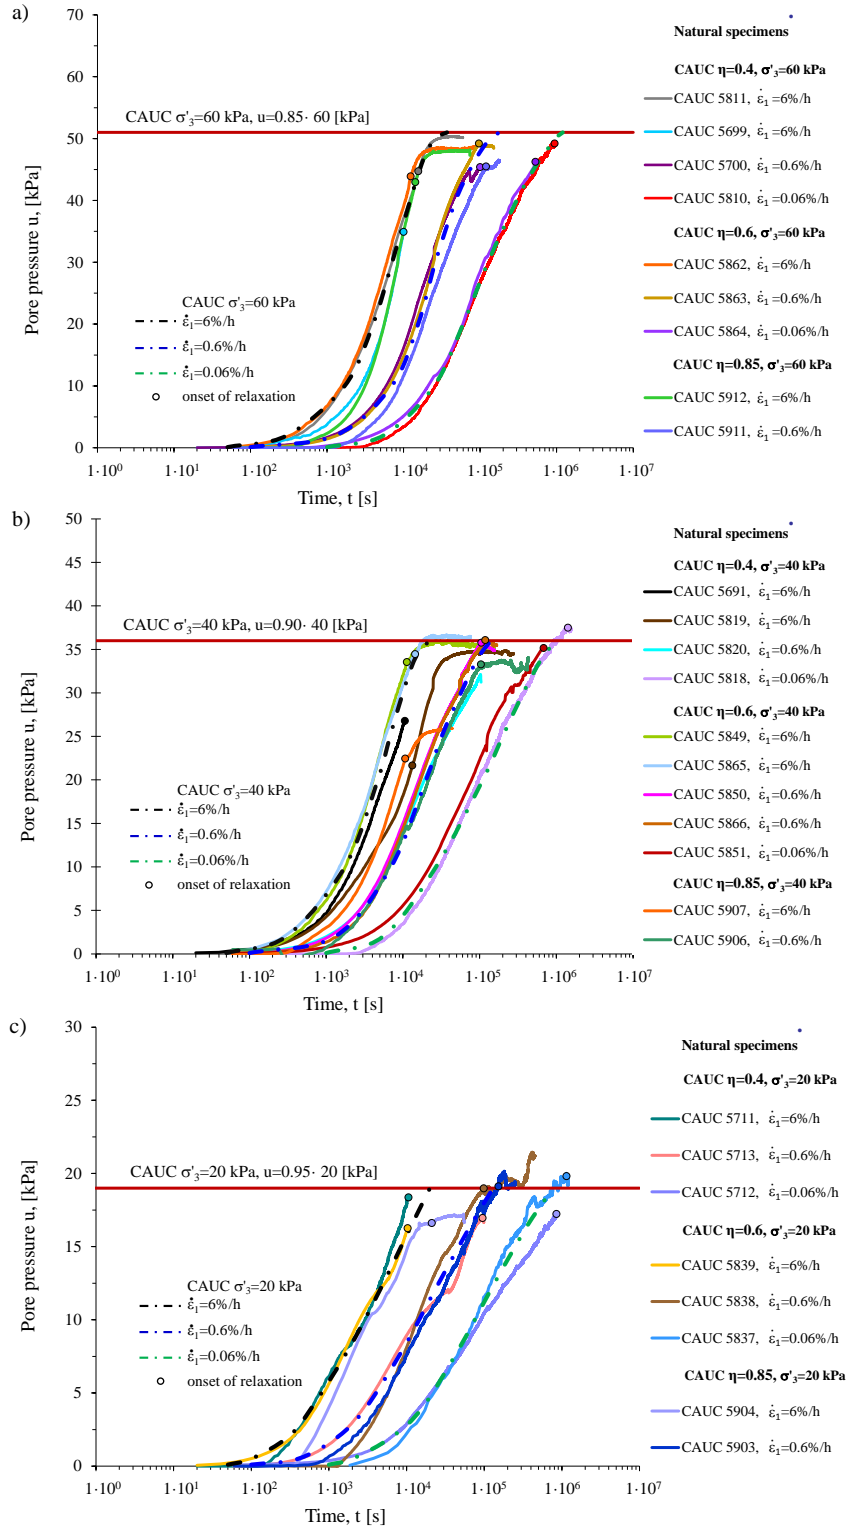 a)
70
60
50
40
30
20
10
0
Pore pressure u, [kPa]
CAUC σ'₃=60 kPa, u=0.85· 60 [kPa]
CAUC σ'₃=60 kPa
ε̇₁=6%/h
ε̇₁=0.6%/h
ε̇₁=0.06%/h
onset of relaxation
1·10⁰ 1·10¹ 1·10² 1·10³ 1·10⁴ 1·10⁵ 1·10⁶ 1·10⁷
Time, t [s]
Natural specimens
CAUC η=0.4, σ'₃=60 kPa
CAUC 5811, ε̇₁=6%/h
CAUC 5699, ε̇₁=6%/h
CAUC 5700, ε̇₁=0.6%/h
CAUC 5810, ε̇₁=0.06%/h
CAUC η=0.6, σ'₃=60 kPa
CAUC 5862, ε̇₁=6%/h
CAUC 5863, ε̇₁=0.6%/h
CAUC 5864, ε̇₁=0.06%/h
CAUC η=0.85, σ'₃=60 kPa
CAUC 5912, ε̇₁=6%/h
CAUC 5911, ε̇₁=0.6%/h
b)
50
45
40
35
30
25
20
15
10
5
0
Pore pressure u, [kPa]
CAUC σ'₃=40 kPa, u=0.90· 40 [kPa]
CAUC σ'₃=40 kPa
ε̇₁=6%/h
ε̇₁=0.6%/h
ε̇₁=0.06%/h
onset of relaxation
1·10⁰ 1·10¹ 1·10² 1·10³ 1·10⁴ 1·10⁵ 1·10⁶ 1·10⁷
Time, t [s]
Natural specimens
CAUC η=0.4, σ'₃=40 kPa
CAUC 5691, ε̇₁=6%/h
CAUC 5819, ε̇₁=6%/h
CAUC 5820, ε̇₁=0.6%/h
CAUC 5818, ε̇₁=0.06%/h
CAUC η=0.6, σ'₃=40 kPa
CAUC 5849, ε̇₁=6%/h
CAUC 5865, ε̇₁=6%/h
CAUC 5850, ε̇₁=0.6%/h
CAUC 5866, ε̇₁=0.6%/h
CAUC 5851, ε̇₁=0.06%/h
CAUC η=0.85, σ'₃=40 kPa
CAUC 5907, ε̇₁=6%/h
CAUC 5906, ε̇₁=0.6%/h
c)
30
25
20
15
10
5
0
Pore pressure u, [kPa]
CAUC σ'₃=20 kPa, u=0.95· 20 [kPa]
CAUC σ'₃=20 kPa
ε̇₁=6%/h
ε̇₁=0.6%/h
ε̇₁=0.06%/h
onset of relaxation
1·10⁰ 1·10¹ 1·10² 1·10³ 1·10⁴ 1·10⁵ 1·10⁶ 1·10⁷
Time, t [s]
Natural specimens
CAUC η=0.4, σ'₃=20 kPa
CAUC 5711, ε̇₁=6%/h
CAUC 5713, ε̇₁=0.6%/h
CAUC 5712, ε̇₁=0.06%/h
CAUC η=0.6, σ'₃=20 kPa
CAUC 5839, ε̇₁=6%/h
CAUC 5838, ε̇₁=0.6%/h
CAUC 5837, ε̇₁=0.06%/h
CAUC η=0.85, σ'₃=20 kPa
CAUC 5904, ε̇₁=6%/h
CAUC 5903, ε̇₁=0.6%/h